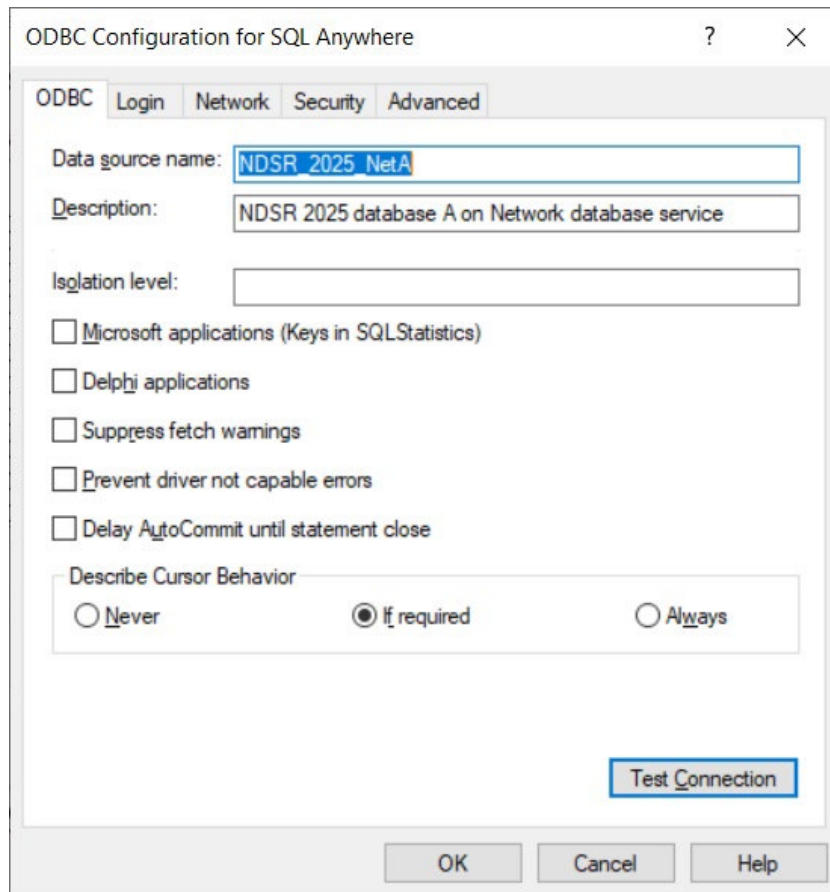 ODBC Configuration for SQL Anywhere ?
ODBC Login Network Security Advanced
Data source name: NDSR_2025_NetA
Description: NDSR 2025 database A on Network database service
Isolation level:
Microsoft applications (Keys in SQLStatistics)
Delphi applications
Suppress fetch warnings
Prevent driver not capable errors
Delay AutoCommit until statement close
Describe Cursor Behavior
Never If required Always
Test Connection
OK Cancel Help